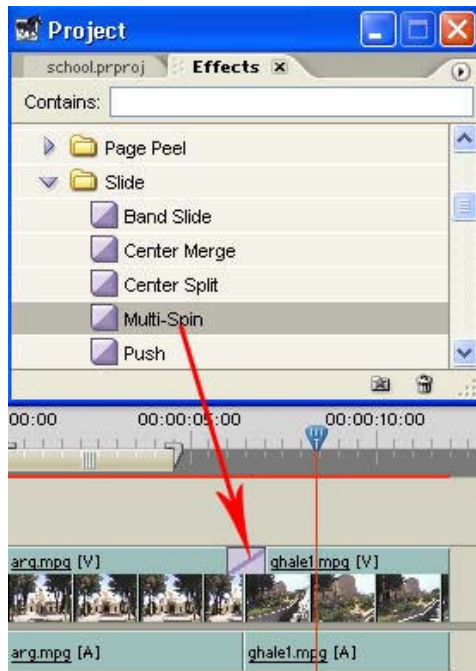 Project
school.prproj Effects x
Contains:
Page Peel
Slide
Band Slide
Center Merge
Center Split
Multi-Spin
Push
00:00 00:00:05:00 00:00:10:00
arg.mpg [V] ghale1.mpg [V]
arg.mpg [A] ghale1.mpg [A]